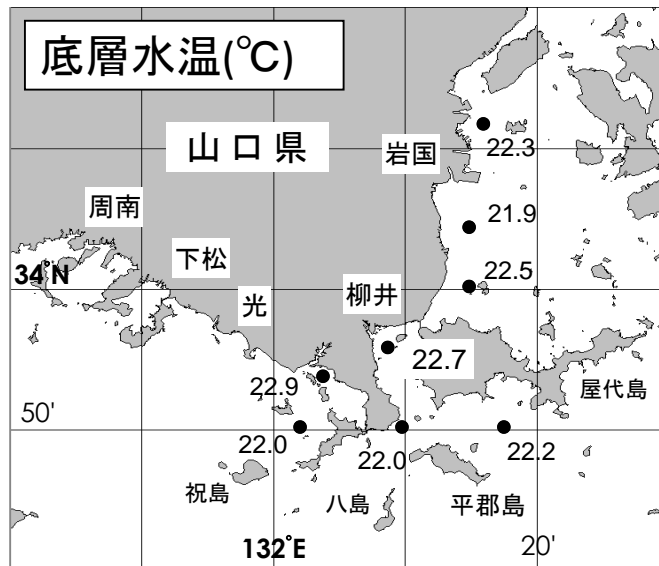 底層水温(℃)
山口県
岩国
22.3
周南
21.9
下松
34°N
22.5
光
柳井
22.7
22.9
屋代島
50'
22.0
22.0
22.2
祝島
八島
平郡島
132°E
20'